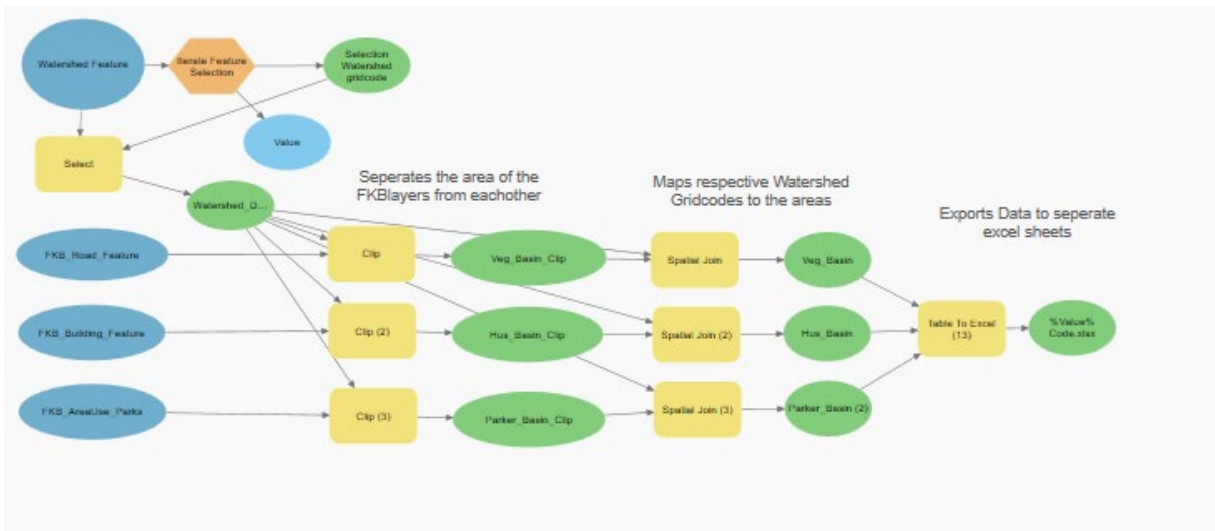 Watershed Feature
Iterate Feature
Selection
Selection
Watershed
gridcode
Value
Select
Watershed_D...
Seperates the area of the
FKBlayers from eachother
Maps respective Watershed
Gridcodes to the areas
Exports Data to seperate
excel sheets
FKB_Road_Feature
Clip
Veg_Basin_Clip
Spatial Join
Veg_Basin
FKB_Building_Feature
Clip (2)
Hus_Basin_Clip
Spatial Join (2)
Hus_Basin
Table To Excel
(13)
%Value%
Code.xlsx
FKB_AreaUse_Parks
Clip (3)
Parker_Basin_Clip
Spatial Join (3)
Parker_Basin (2)